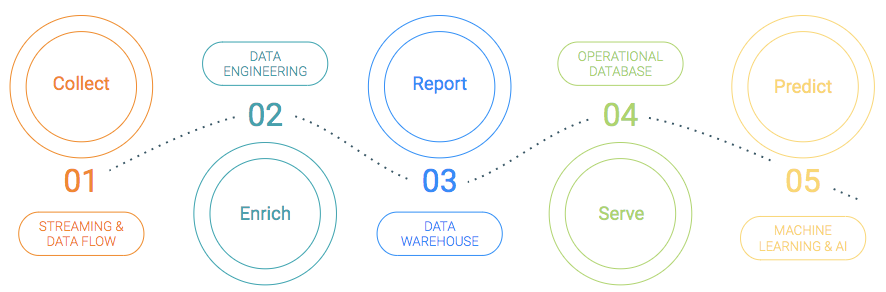 Collect
01
STREAMING &
DATA FLOW
DATA
ENGINEERING
02
Enrich
Report
03
DATA
WAREHOUSE
OPERATIONAL
DATABASE
04
Serve
Predict
05
MACHINE
LEARNING & AI